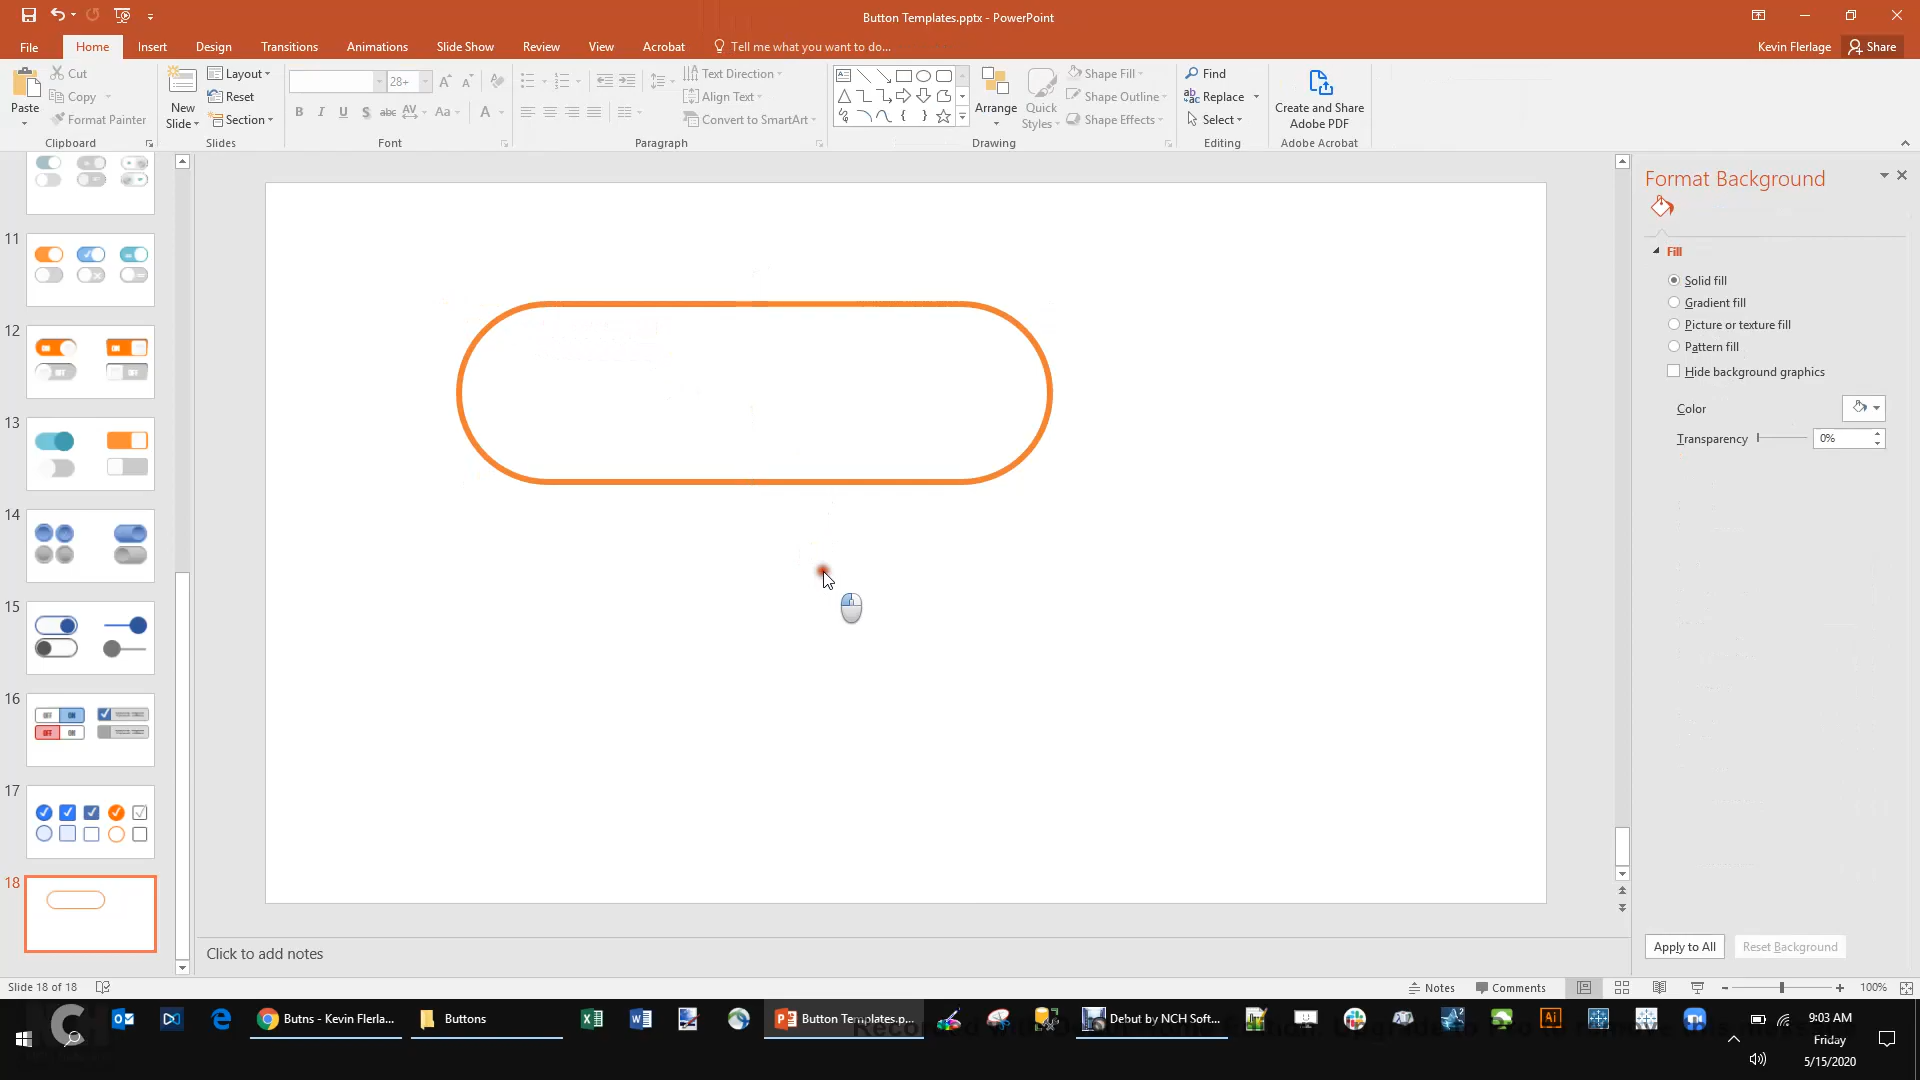 Button Templates.pptx - PowerPoint
File
Home
Insert
Design
Transitions
Animations
Slide Show
Review
View
Acrobat
Tell me what you want to do...
Kevin Flerlage
Share
Paste
Cut
Copy
Format Painter
Clipboard
New
Slide
Layout
Reset
Section
Slides
28+
B I U S abc AV Aa A
Font
Text Direction
Align Text
Convert to SmartArt
Paragraph
Arrange
Quick
Styles
Shape Fill
Shape Outline
Shape Effects
Drawing
Find
Replace
Select
Editing
Create and Share
Adobe PDF
Adobe Acrobat
11
12
13
14
15
16
17
18
Format Background
Fill
Solid fill
Gradient fill
Picture or texture fill
Pattern fill
Hide background graphics
Color
Transparency
0%
Apply to All
Reset Background
Click to add notes
Slide 18 of 18
Notes
Comments
100%
Butns - Kevin Flerla...
Buttons
Button Templates.p...
Debut by NCH Soft...
9:03 AM
Friday
5/15/2020